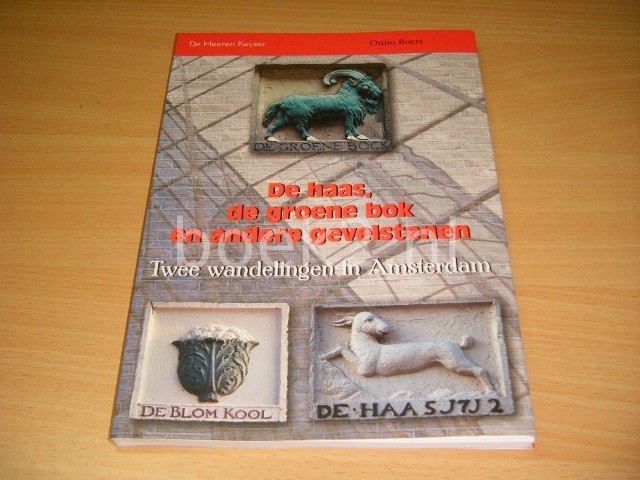 De Heeren Keyser
Onno Boers
DE GROENE BOCK
De haas,
de groene bok
en andere gevelstenen
Twee wandelingen in Amsterdam
DE BLOM KOOL
DE·HAAS J7J2